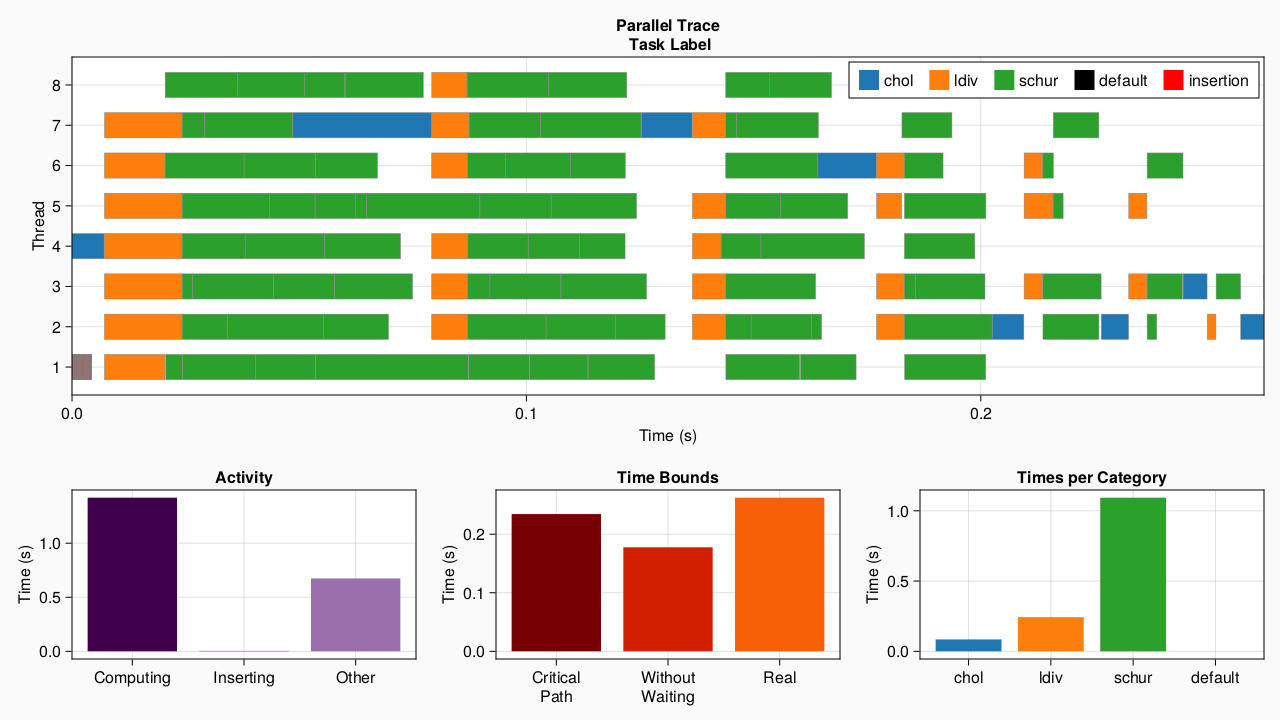 Parallel Trace
Task Label
chol ldiv schur default insertion
8
7
6
5
4
3
2
1
Thread
0.0 0.1 0.2
Time (s)
Activity
1.0
0.5
0.0
Time (s)
Computing Inserting Other
Time Bounds
0.2
0.1
0.0
Time (s)
Critical Path
Without Waiting
Real
Times per Category
1.0
0.5
0.0
Time (s)
chol ldiv schur default